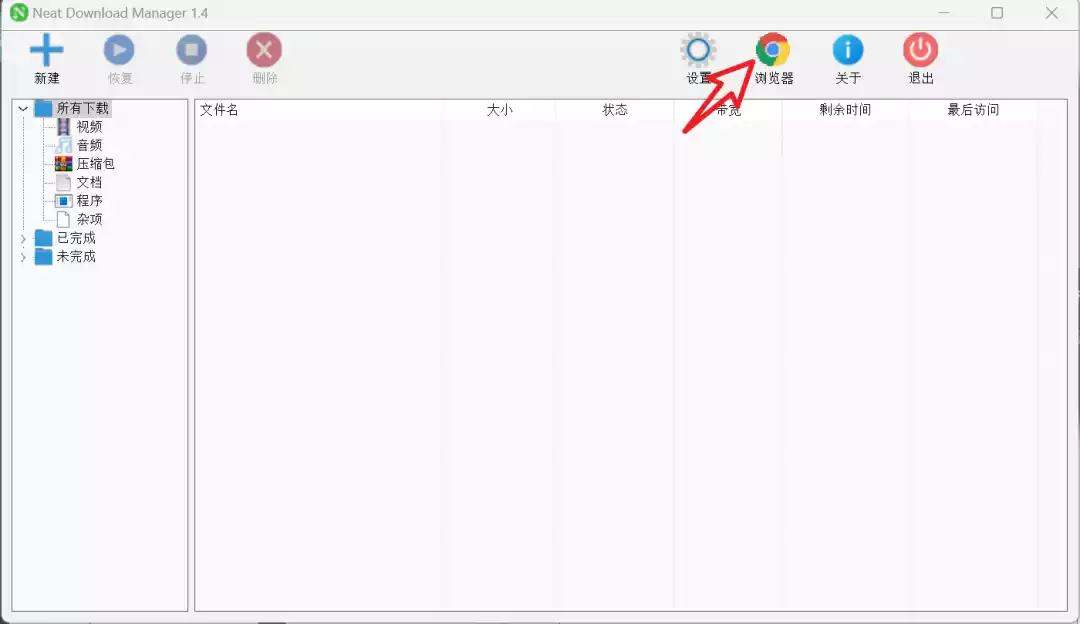 Neat Download Manager 1.4
新建 恢复 停止 删除 设置 浏览器 关于 退出
所有下载
视频
音频
压缩包
文档
程序
杂项
已完成
未完成
文件名 大小 状态 带宽 剩余时间 最后访问